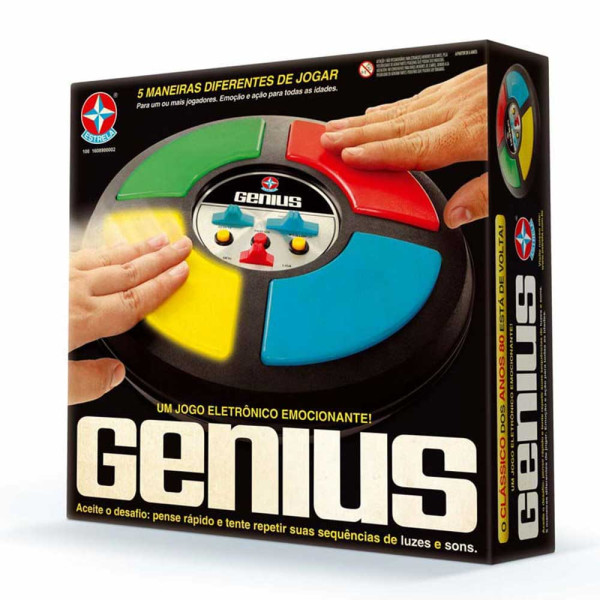 5 MANEIRAS DIFERENTES DE JOGAR
Para um ou mais jogadores. Emoção e ação para todas as idades.
ESTRELA
GENIUS
UM JOGO ELETRÔNICO EMOCIONANTE!
GENIUS
Aceite o desafio: pense rápido e tente repetir suas sequências de luzes e sons.
O CLÁSSICO DOS ANOS 80 ESTÁ DE VOLTA!
UM JOGO ELETRÔNICO EMOCIONANTE!
GENIUS